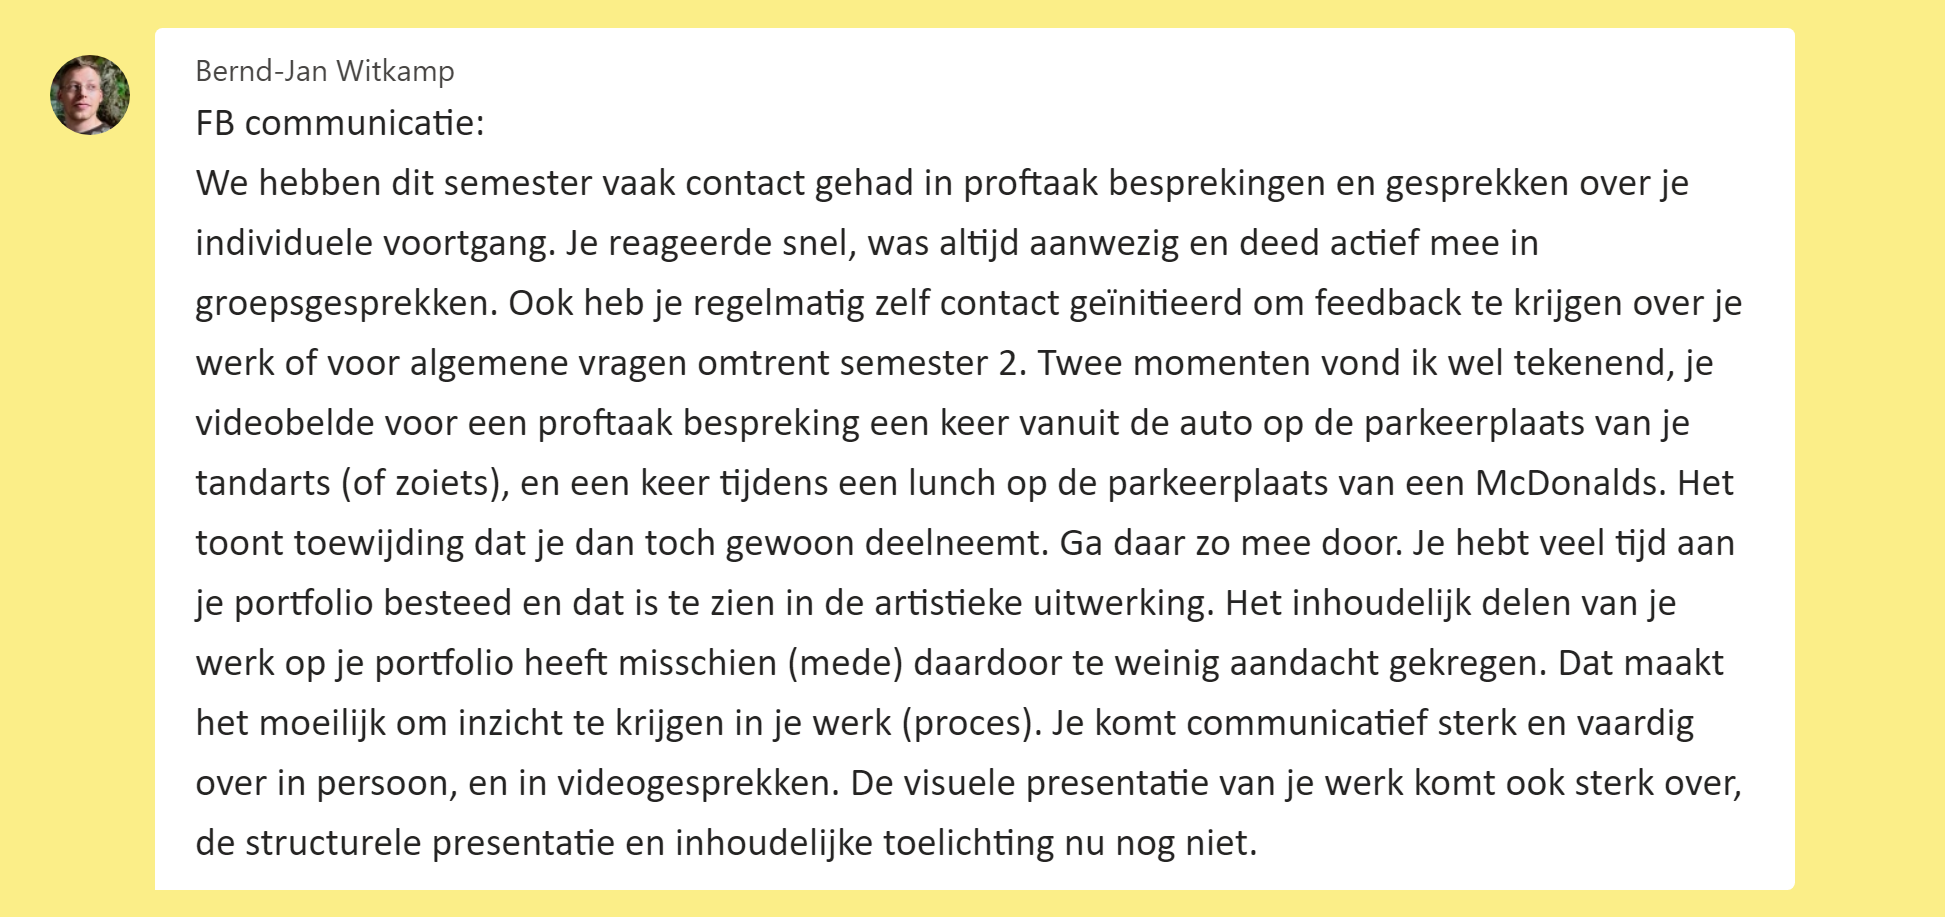 Bernd-Jan Witkamp
FB communicatie:
We hebben dit semester vaak contact gehad in proftaak besprekingen en gesprekken over je
individuele voortgang. Je reageerde snel, was altijd aanwezig en deed actief mee in
groepsgesprekken. Ook heb je regelmatig zelf contact geïnitieerd om feedback te krijgen over je
werk of voor algemene vragen omtrent semester 2. Twee momenten vond ik wel tekenend, je
videobelde voor een proftaak bespreking een keer vanuit de auto op de parkeerplaats van je
tandarts (of zoiets), en een keer tijdens een lunch op de parkeerplaats van een McDonalds. Het
toont toewijding dat je dan toch gewoon deelneemt. Ga daar zo mee door. Je hebt veel tijd aan
je portfolio besteed en dat is te zien in de artistieke uitwerking. Het inhoudelijk delen van je
werk op je portfolio heeft misschien (mede) daardoor te weinig aandacht gekregen. Dat maakt
het moeilijk om inzicht te krijgen in je werk (proces). Je komt communicatief sterk en vaardig
over in persoon, en in videogesprekken. De visuele presentatie van je werk komt ook sterk over,
de structurele presentatie en inhoudelijke toelichting nu nog niet.